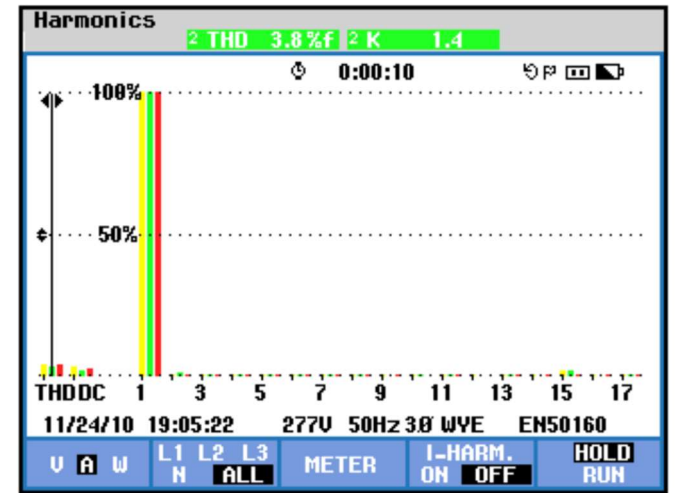 Harmonics
2 THD 3.8%f 2 K 1.4
0:00:10
100%
50%
THDDC 1 3 5 7 9 11 13 15 17
11/24/10 19:05:22 277V 50Hz 3Ø WYE EN50160
V A W
L1 L2 L3
N ALL
METER
I-HARM.
ON OFF
HOLD
RUN